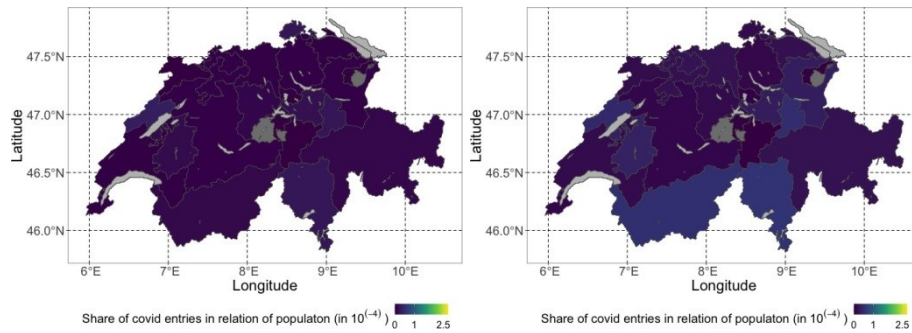 47.5°N
47.0°N
46.5°N
46.0°N
Latitude
6°E 7°E 8°E 9°E 10°E
Longitude
Share of covid entries in relation of populaton (in 10^(-4))
0 1 2.5
47.5°N
47.0°N
46.5°N
46.0°N
Latitude
6°E 7°E 8°E 9°E 10°E
Longitude
Share of covid entries in relation of populaton (in 10^(-4))
0 1 2.5